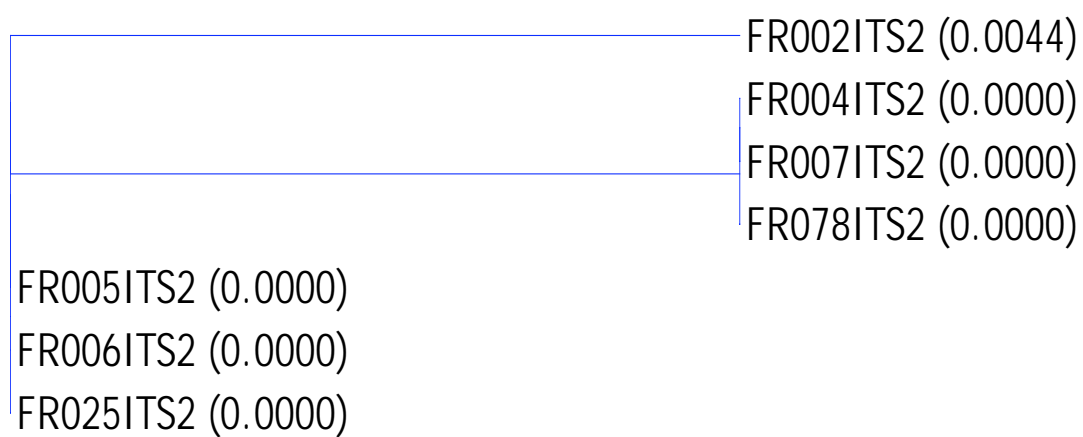 FR002ITS2 (0.0044)
FR004ITS2 (0.0000)
FR007ITS2 (0.0000)
FR078ITS2 (0.0000)
FR005ITS2 (0.0000)
FR006ITS2 (0.0000)
FR025ITS2 (0.0000)